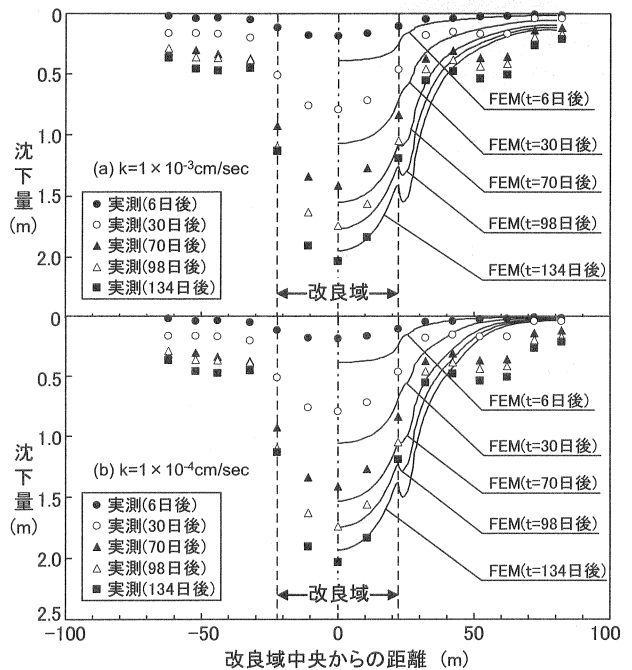 0
0.5
1.0
1.5
2.0
沈下量
(m)
(a) k=1×10-3cm/sec
実測(6日後)
実測(30日後)
実測(70日後)
実測(98日後)
実測(134日後)
FEM(t=6日後)
FEM(t=30日後)
FEM(t=70日後)
FEM(t=98日後)
FEM(t=134日後)
改良域
0
0.5
1.0
1.5
2.0
2.5
沈下量
(m)
(b) k=1×10-4cm/sec
実測(6日後)
実測(30日後)
実測(70日後)
実測(98日後)
実測(134日後)
FEM(t=6日後)
FEM(t=30日後)
FEM(t=70日後)
FEM(t=98日後)
FEM(t=134日後)
改良域
-100 -50 0 50 100
改良域中央からの距離 (m)